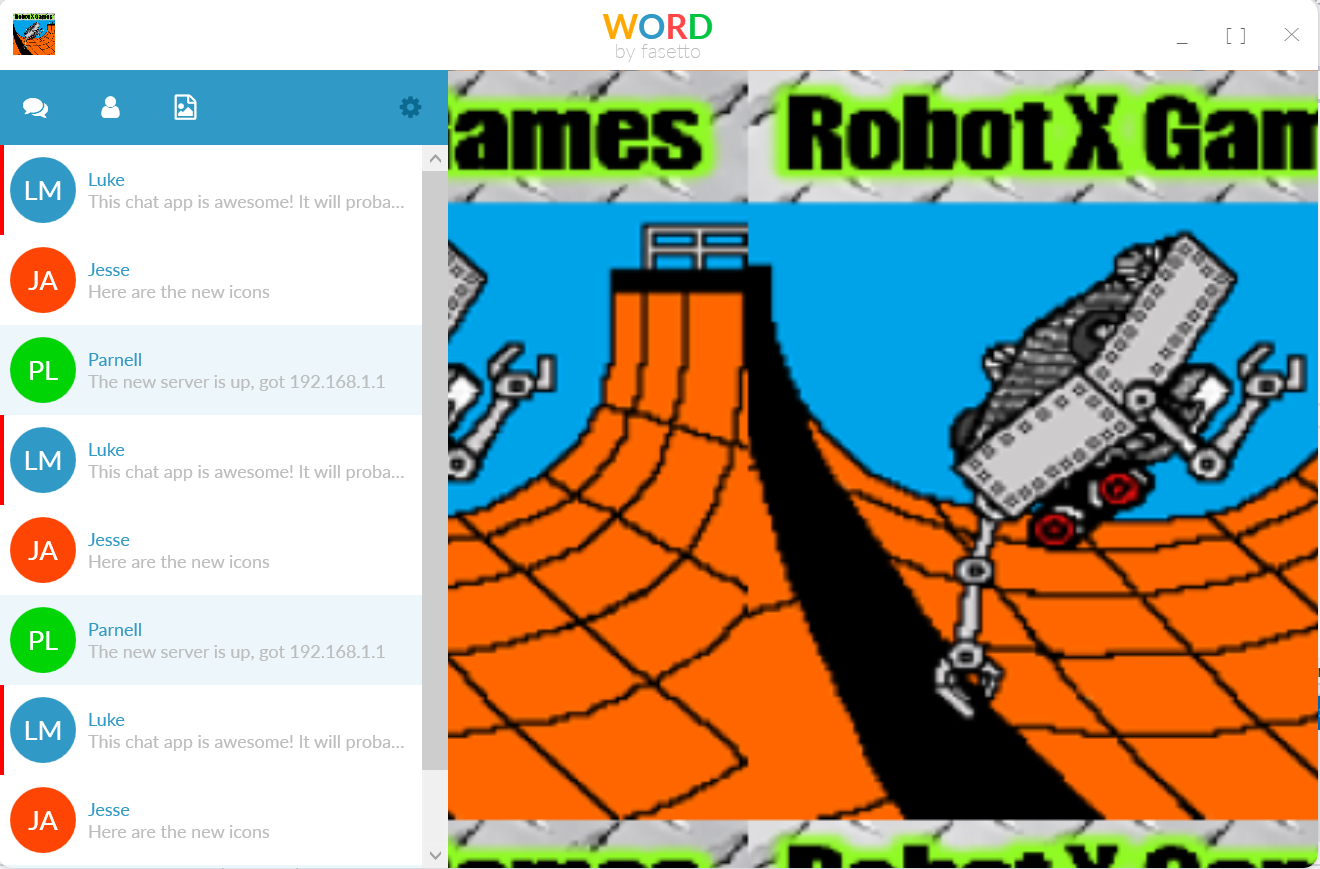 Robot X Games
WORD
by fasetto
LM
Luke
This chat app is awesome! It will proba...
JA
Jesse
Here are the new icons
PL
Parnell
The new server is up, got 192.168.1.1
LM
Luke
This chat app is awesome! It will proba...
JA
Jesse
Here are the new icons
PL
Parnell
The new server is up, got 192.168.1.1
LM
Luke
This chat app is awesome! It will proba...
JA
Jesse
Here are the new icons
ames Robot X Gam
ames Robot X Gam